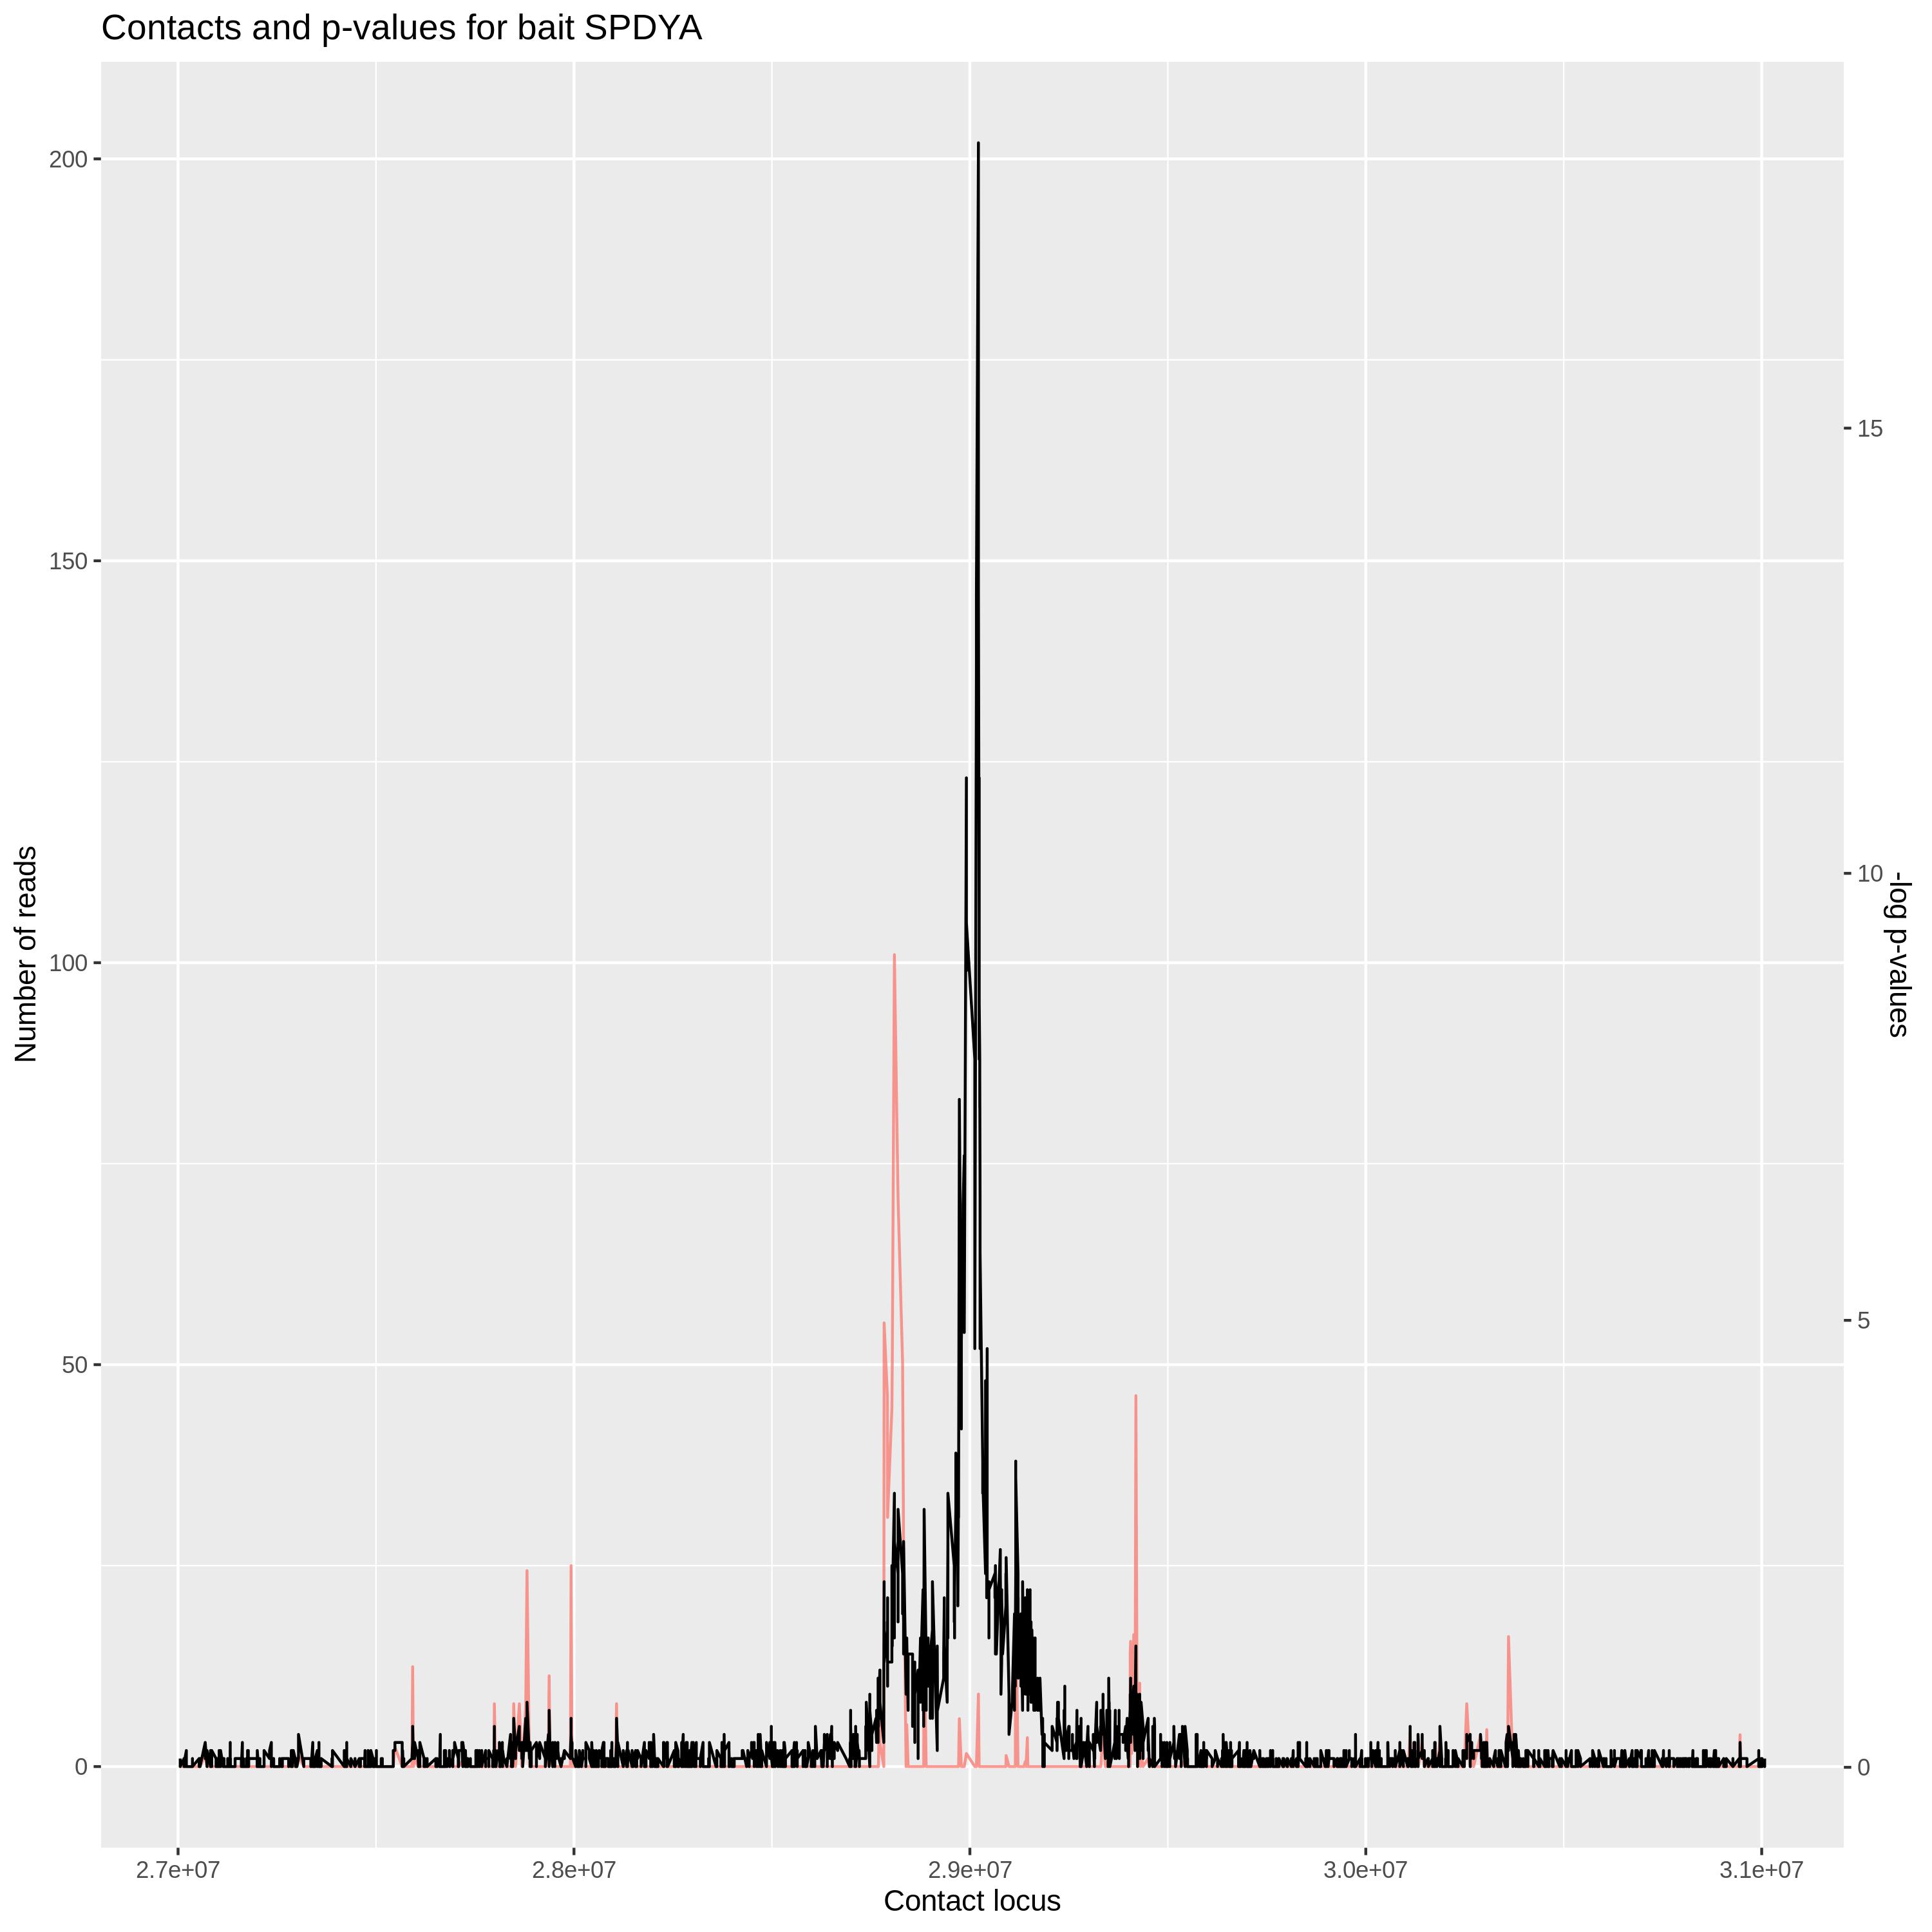 Contacts and p-values for bait SPDYA
200
150
100
50
0
Number of reads
15
10
5
0
-log p-values
2.7e+07
2.8e+07
2.9e+07
3.0e+07
3.1e+07
Contact locus